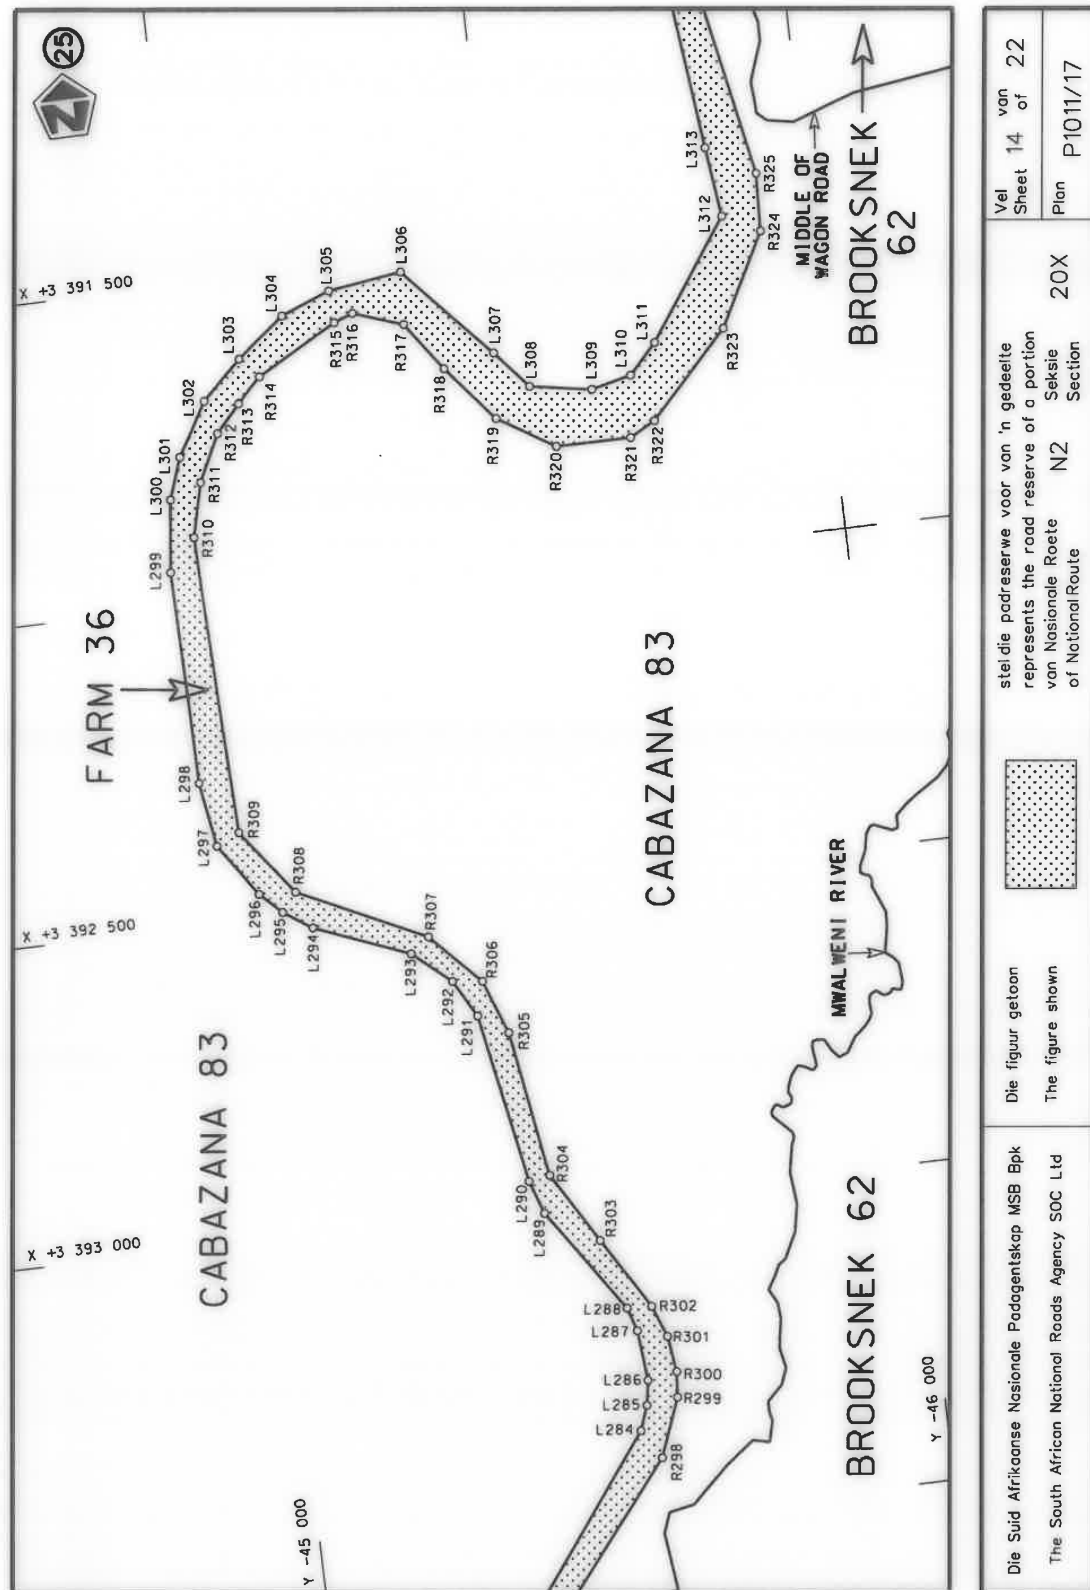 25
N
X +3 391 500
X +3 392 500
X +3 393 000
Y -45 000
Y -46 000
FARM 36
CABAZANA 83
CABAZANA 83
BROOKSNEK 62
BROOKSNEK
62
MIDDLE OF
WAGON ROAD
MWALWENI RIVER
L284
L285
L286
L287
L288
L289
L290
L291
L292
L293
L294
L295
L296
L297
L298
L299
L300
L301
L302
L303
L304
L305
L306
L307
L308
L309
L310
L311
L312
L313
R298
R299
R300
R301
R302
R303
R304
R305
R306
R307
R308
R309
R310
R311
R312
R313
R314
R315
R316
R317
R318
R319
R320
R321
R322
R323
R324
R325
Die Suid Afrikaanse Nasionale Padagentskap MSB Bpk
The South African National Roads Agency SOC Ltd
Die figuur getoon
The figure shown
stel die padreserwe voor van 'n gedeelte
represents the road reserve of a portion
van Nasionale Roete N2 Seksie 20X
of National Route Section
Vel 14 van 22
Sheet of
Plan P1011/17